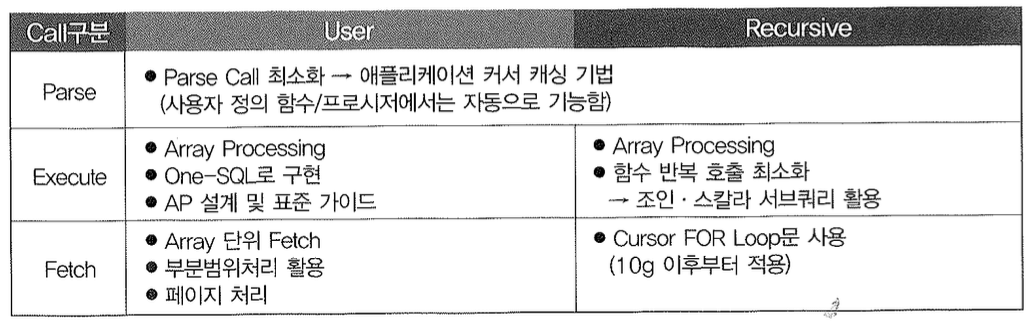 Call구분 User Recursive
Parse
● Parse Call 최소화 → 애플리케이션 커서 캐싱 기법
(사용자 정의 함수/프로시저에서는 자동으로 기능함)
Execute
● Array Processing
● One-SQL로 구현
● AP 설계 및 표준 가이드
● Array Processing
● 함수 반복 호출 최소화
→ 조인 · 스칼라 서브쿼리 활용
Fetch
● Array 단위 Fetch
● 부분범위처리 활용
● 페이지 처리
● Cursor FOR Loop문 사용
(10g 이후부터 적용)